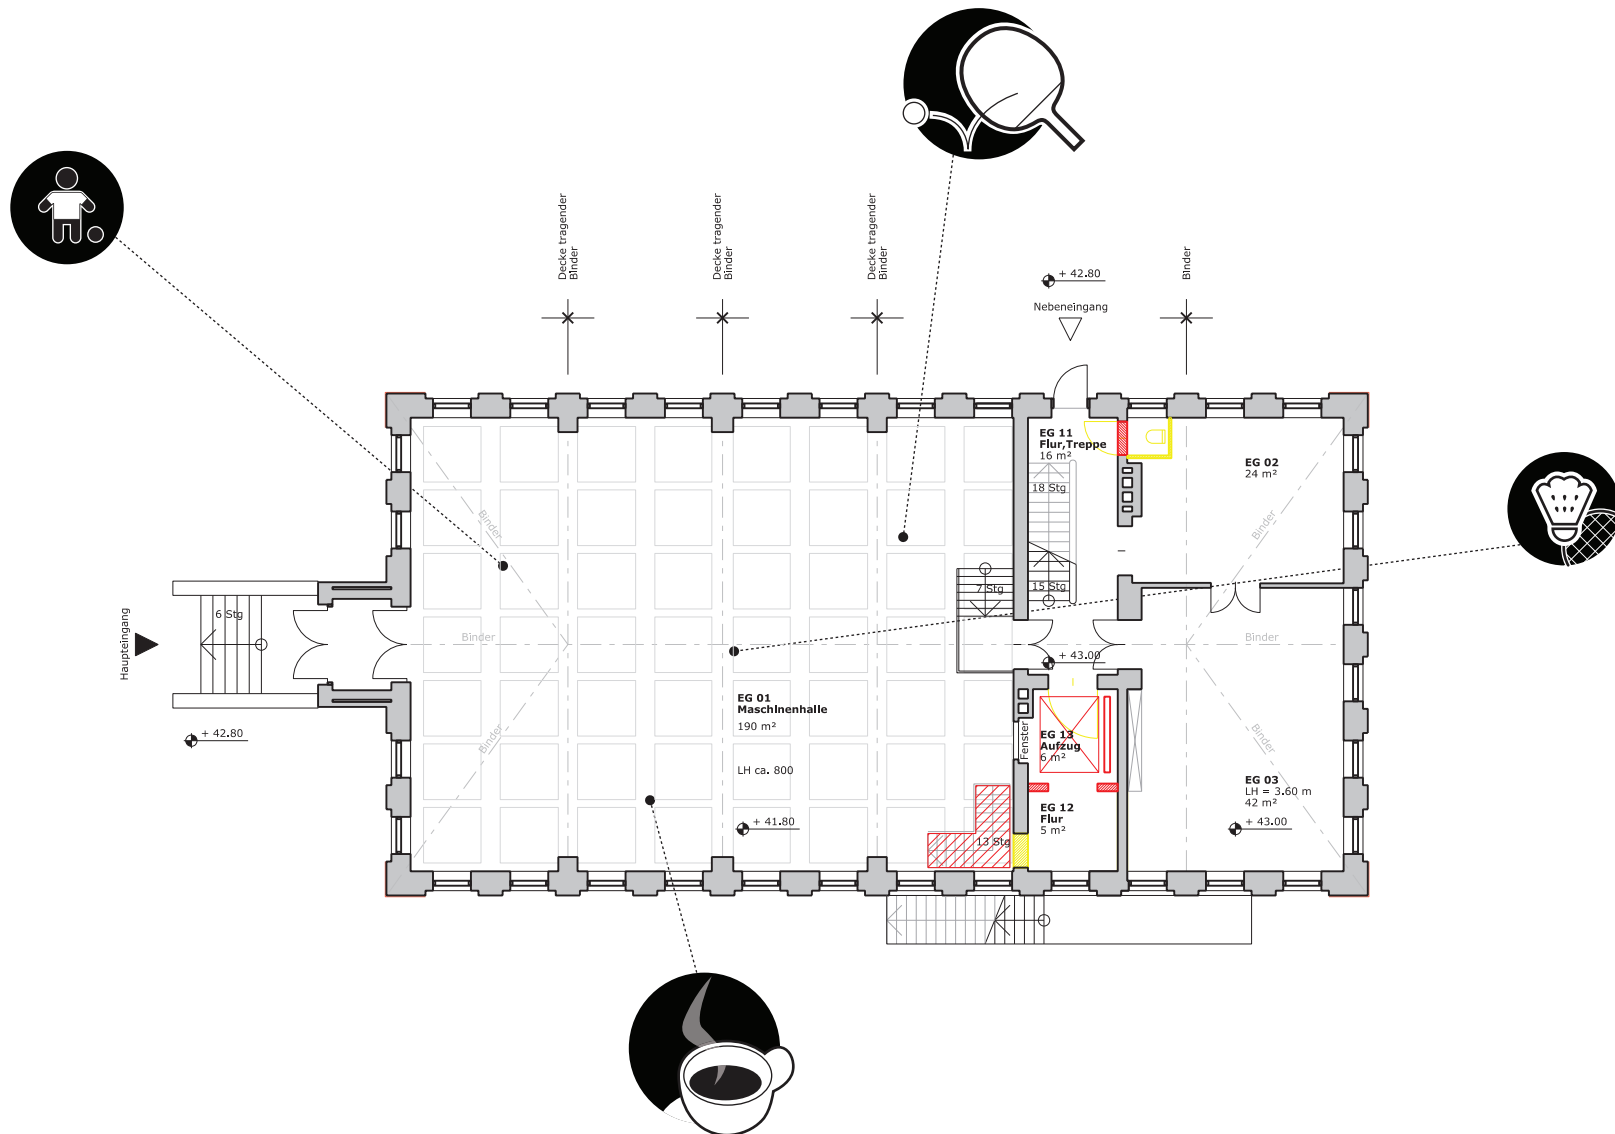 Decke tragender
Binder
Decke tragender
Binder
Decke tragender
Binder
Binder
+ 42.80
Nebeneingang
EG 11
Flur,Treppe
16 m²
18 Stg
15 Stg
EG 02
24 m²
Binder
Binder
7 Stg
6 Stg
Haupteingang
Binder
Binder
+ 43.00
+ 42.80
Binder
Binder
EG 01
Maschinenhalle
190 m²
LH ca. 800
+ 41.80
Fenster
EG 13
Aufzug
6 m²
EG 12
Flur
5 m²
13 Stg
EG 03
LH = 3.60 m
42 m²
+ 43.00